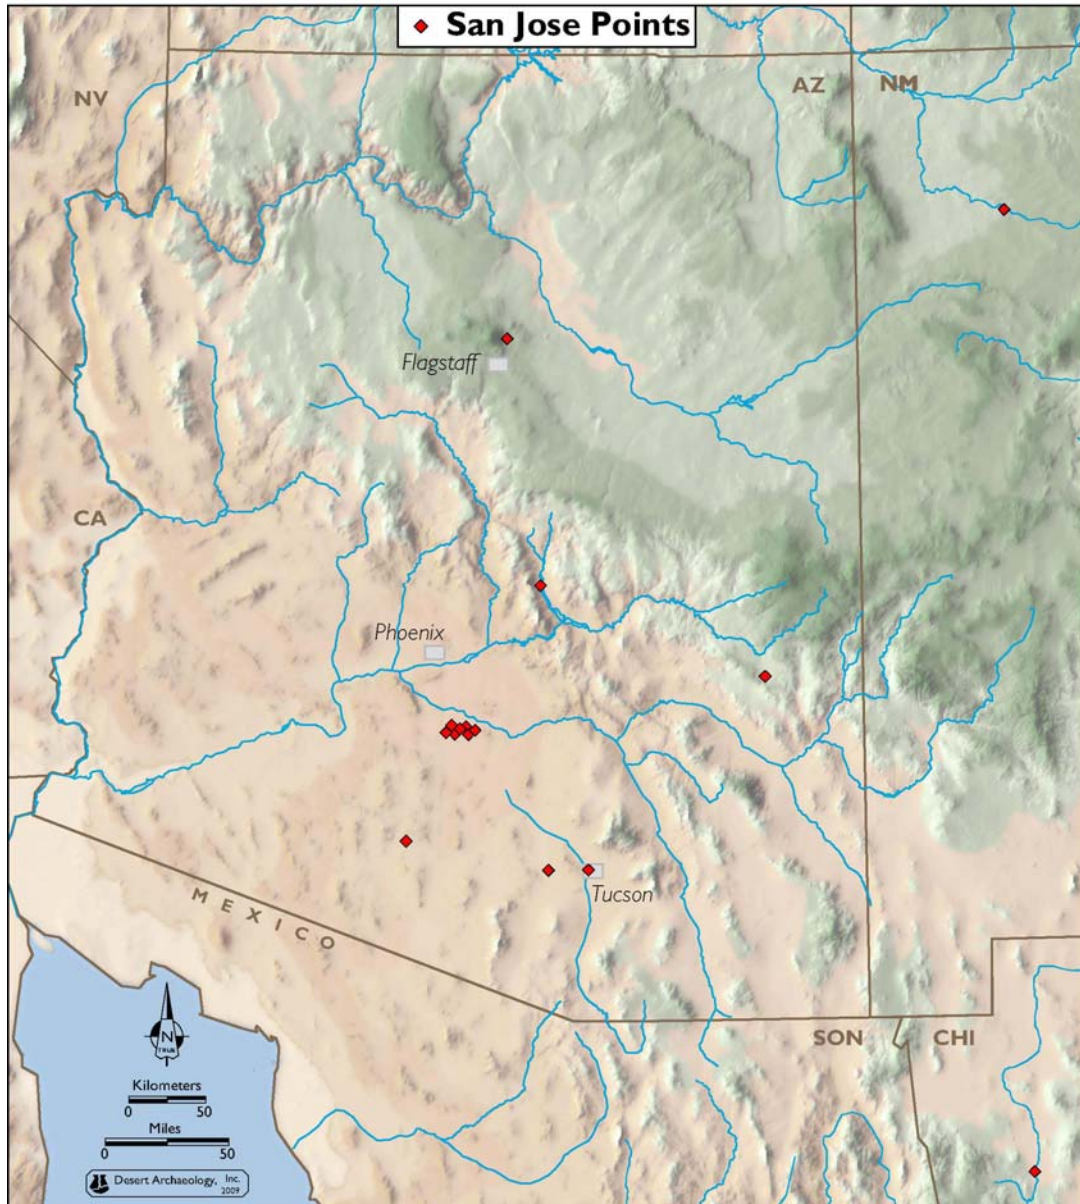 San Jose Points
NV
AZ
NM
Flagstaff
CA
Phoenix
Tucson
MEXICO
N
TRUE
SON
CHI
Kilometers
0 50
Miles
0 50
Desert Archaeology, Inc.
2009